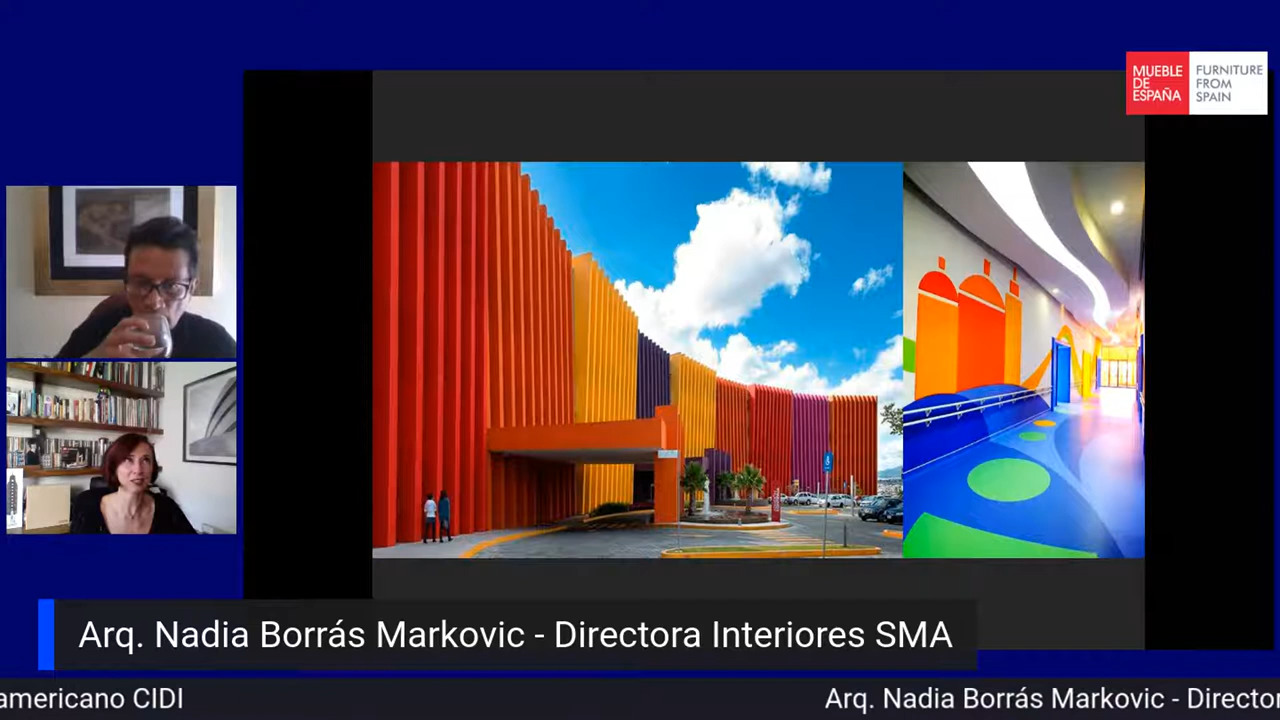 MUEBLE
DE
ESPAÑA
FURNITURE
FROM
SPAIN
Arq. Nadia Borrás Markovic - Directora Interiores SMA
americano CIDI
Arq. Nadia Borrás Markovic - Director